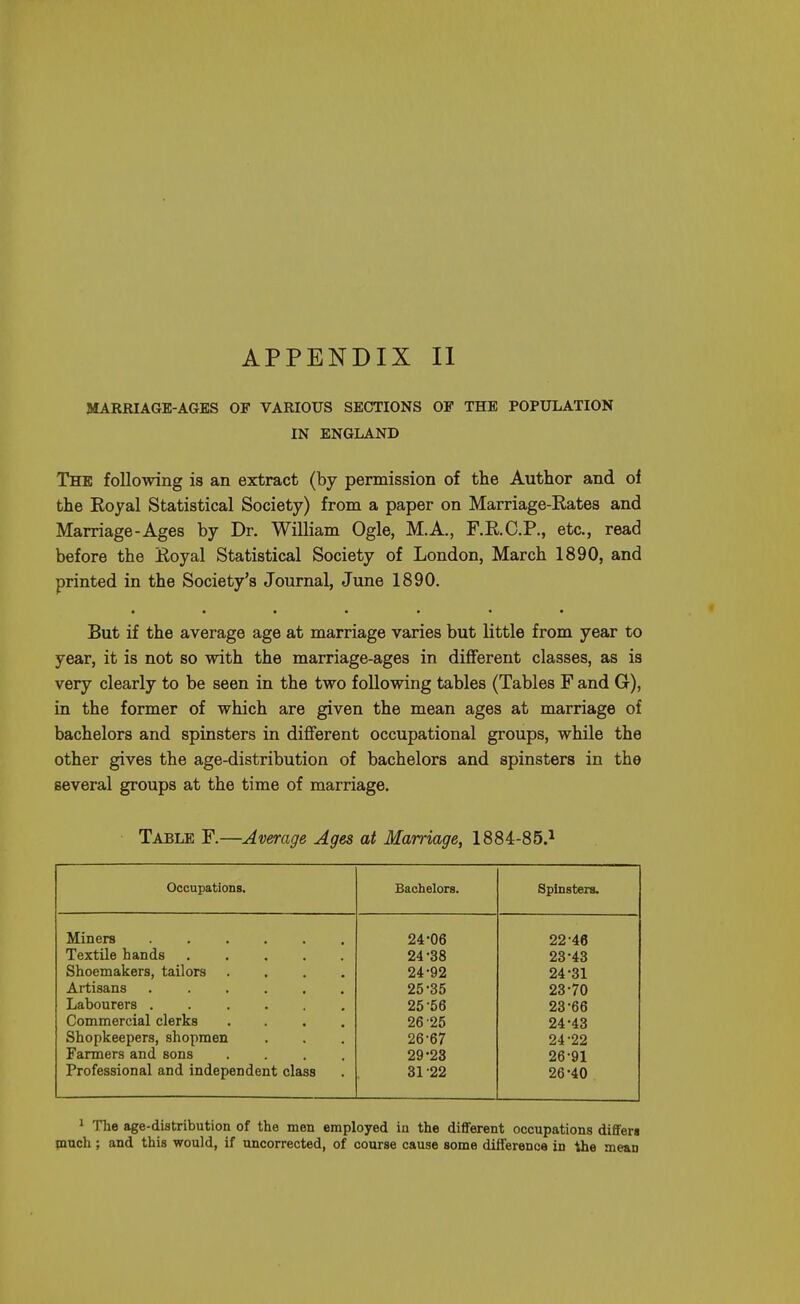 APPENDIX II
MARRIAGE-AGES OF VARIOUS SECTIONS OF THE POPULATION
IN ENGLAND
The following is an extract (by permission of the Author and of
the Royal Statistical Society) from a paper on Marriage-Rates and
Marriage-Ages by Dr. William Ogle, M.A., F.R.C.P., etc., read
before the Royal Statistical Society of London, March 1890, and
printed in the Society's Journal, June 1890.
. . . . . . .
But if the average age at marriage varies but little from year to
year, it is not so with the marriage-ages in different classes, as is
very clearly to be seen in the two following tables (Tables F and G),
in the former of which are given the mean ages at marriage of
bachelors and spinsters in different occupational groups, while the
other gives the age-distribution of bachelors and spinsters in the
several groups at the time of marriage.
Table F.—Average Ages at Marriage, 1884-85.¹
Occupations. Bachelors. Spinsters.
Miners . . . . . . 24·06 22·46
Textile hands . . . . . 24·38 23·43
Shoemakers, tailors . . . . 24·92 24·31
Artisans . . . . . . 25·35 23·70
Labourers . . . . . . 25·56 23·66
Commercial clerks . . . . 26·25 24·43
Shopkeepers, shopmen . . . 26·67 24·22
Farmers and sons . . . . 29·23 26·91
Professional and independent class . 31·22 26·40
¹ The age-distribution of the men employed in the different occupations differs
much; and this would, if uncorrected, of course cause some difference in the mean